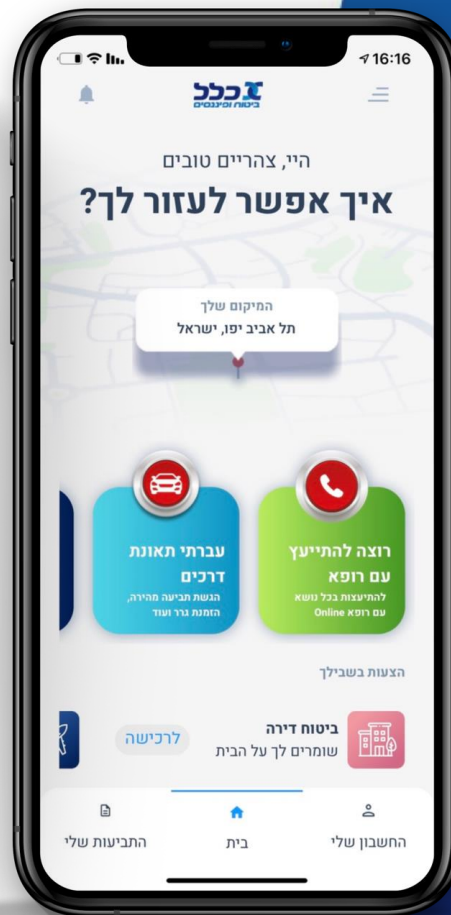 16:16
כלל
ביטוח ופיננסים
היי, צהריים טובים
איך אפשר לעזור לך?
המיקום שלך
תל אביב יפו, ישראל
רוצה להתייעץ
עם רופא
להתיעצות בכל נושא
עם רופא Online
עברתי תאונת
דרכים
הגשת תביעה מהירה,
הזמנת גרר ועוד
הצעות בשבילך
ביטוח דירה
שומרים לך על הבית
לרכישה
החשבון שלי
בית
התביעות שלי